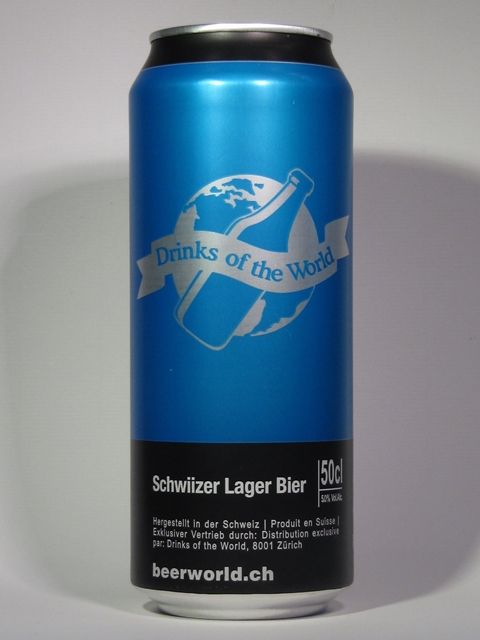 Drinks of the World
Schwiizer Lager Bier
50cl
5.0% Vol.Alc.
Hergestellt in der Schweiz | Produit en Suisse |
Exklusiver Vertrieb durch: Distribution exclusive
par: Drinks of the World, 8001 Zürich
beerworld.ch